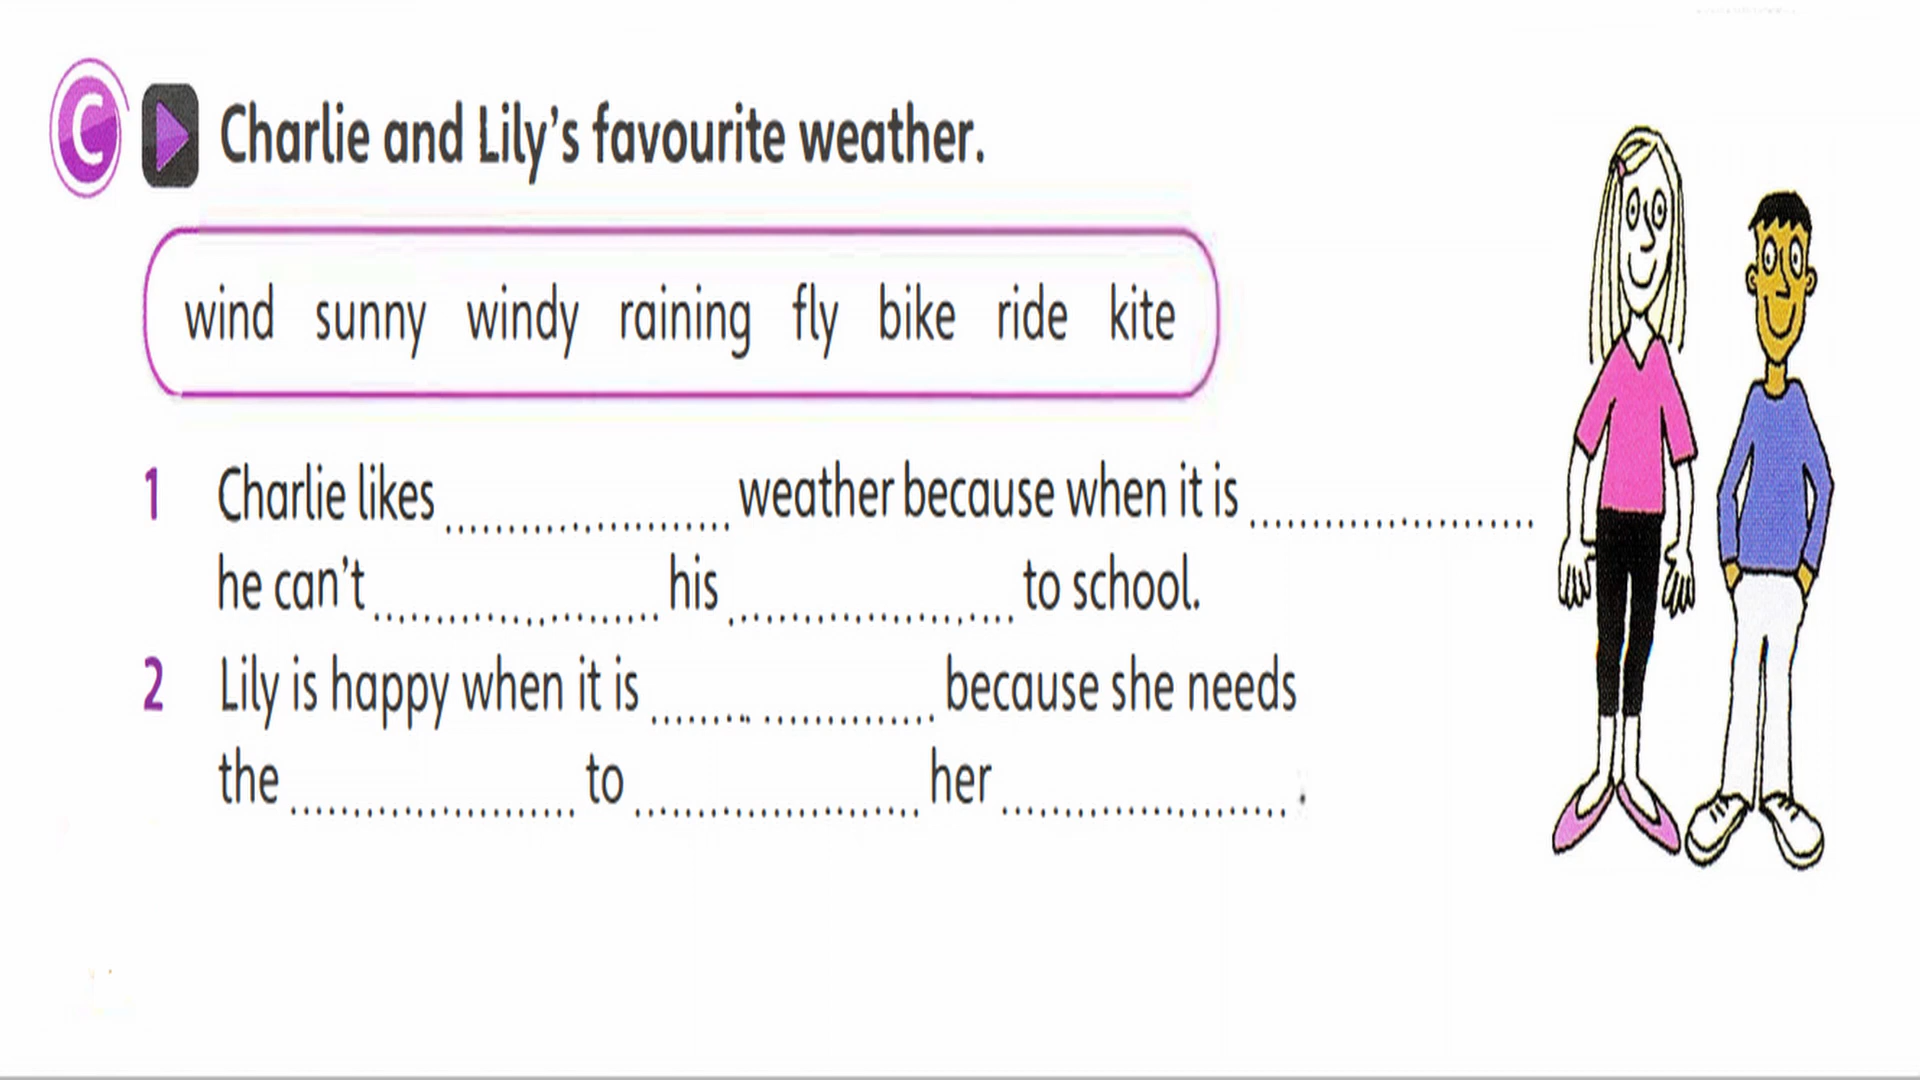 C Charlie and Lily's favourite weather.
wind sunny windy raining fly bike ride kite
1 Charlie likes ........................ weather because when it is ........................
he can't ........................ his ........................ to school.
2 Lily is happy when it is ........................ because she needs
the ........................ to ........................ her ........................ .